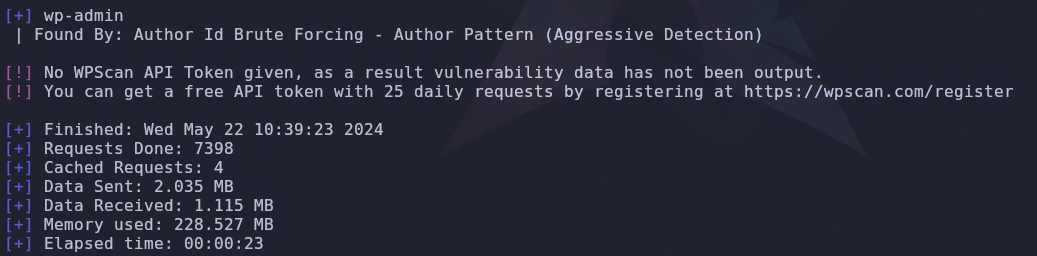 [+] wp-admin
| Found By: Author Id Brute Forcing - Author Pattern (Aggressive Detection)
[!] No WPScan API Token given, as a result vulnerability data has not been output.
[!] You can get a free API token with 25 daily requests by registering at https://wpscan.com/register
[+] Finished: Wed May 22 10:39:23 2024
[+] Requests Done: 7398
[+] Cached Requests: 4
[+] Data Sent: 2.035 MB
[+] Data Received: 1.115 MB
[+] Memory used: 228.527 MB
[+] Elapsed time: 00:00:23